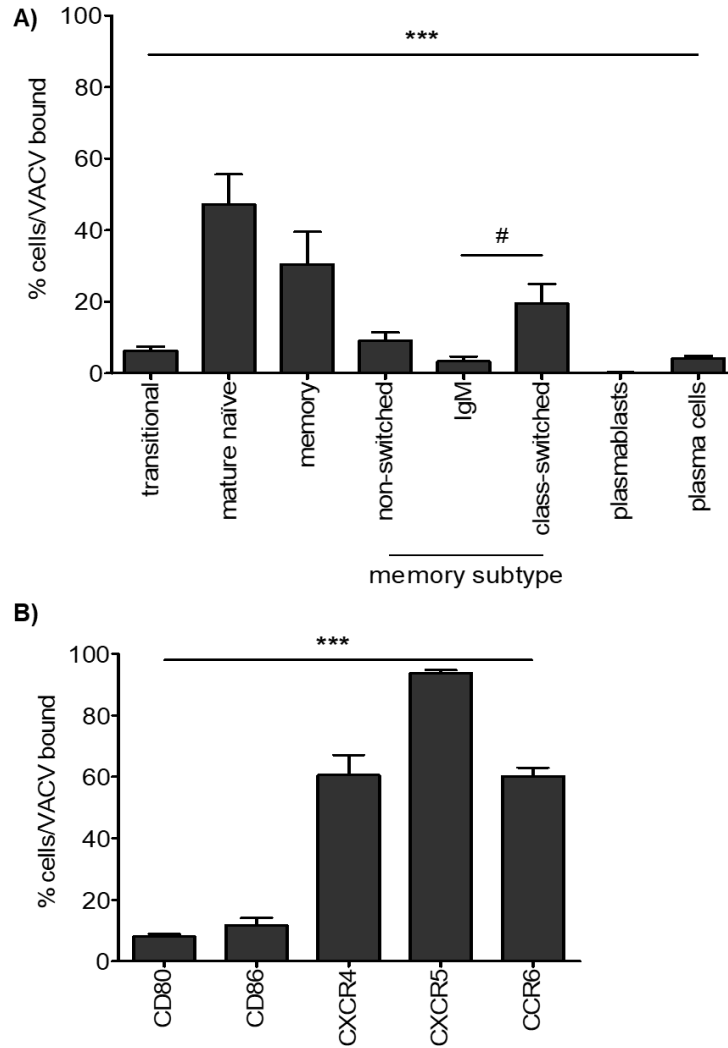 A)
***
100
80
60
40
20
0
% cells/VACV bound
#
transitional
mature naïve
memory
non-switched
IgM
class-switched
plasmablasts
plasma cells
memory subtype
B)
***
100
80
60
40
20
0
% cells/VACV bound
CD80
CD86
CXCR4
CXCR5
CCR6